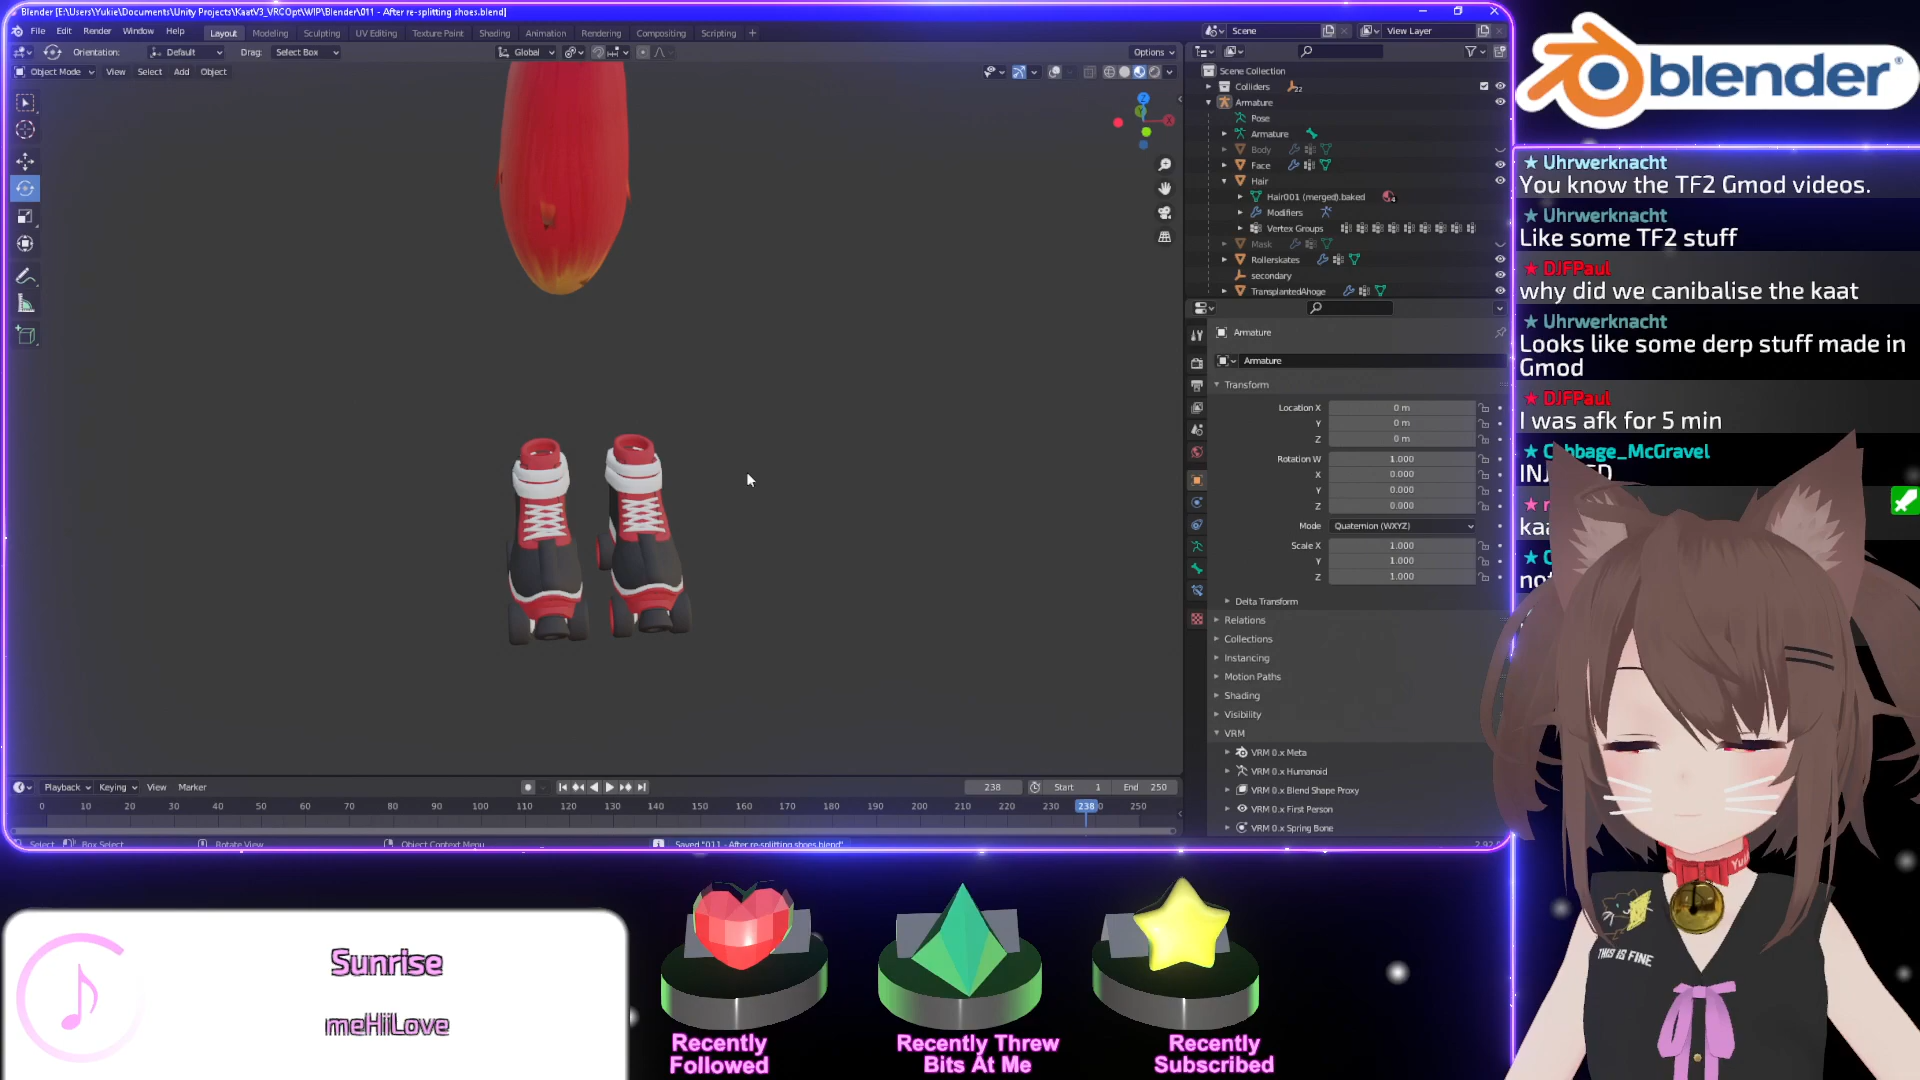 Blender [E:\Users\Yukie\Documents\Unity Projects\KaatV3_VRCOpt\WIP\Blender\011 - After re-splitting shoes.blend]
File Edit Render Window Help
Layout Modeling Sculpting UV Editing Texture Paint Shading Animation Rendering Compositing Scripting +
Scene View Layer
Orientation: Default Drag: Select Box
Global
Options
Object Mode View Select Add Object
Scene Collection
Colliders 22
Armature
Pose
Armature
Body
Face
Hair
Hair001 (merged).baked 4
Modifiers
Vertex Groups
Mask
Rollerskates
secondary
TransplantedAhoge
Armature
Armature
Transform
Location X 0 m
Y 0 m
Z 0 m
Rotation W 1.000
X 0.000
Y 0.000
Z 0.000
Mode Quaternion (WXYZ)
Scale X 1.000
Y 1.000
Z 1.000
Delta Transform
Relations
Collections
Instancing
Motion Paths
Shading
Visibility
VRM
VRM 0.x Meta
VRM 0.x Humanoid
VRM 0.x Blend Shape Proxy
VRM 0.x First Person
VRM 0.x Spring Bone
Playback Keying View Marker
238 Start 1 End 250
0 10 20 30 40 50 60 70 80 90 100 110 120 130 140 150 160 170 180 190 200 210 220 230 238 250
Select Box Select Rotate View Object Context Menu Saved "011 - After re-splitting shoes.blend" 2.92.0
blender
Uhrwerknacht
You know the TF2 Gmod videos.
Uhrwerknacht
Like some TF2 stuff
DJFPaul
why did we canibalise the kaat
Uhrwerknacht
Looks like some derp stuff made in
Gmod
DJFPaul
I was afk for 5 min
Cabbage_McGravel
THIS IS FINE
Sunrise
meHiiLove
Recently
Followed
Recently Threw
Bits At Me
Recently
Subscribed